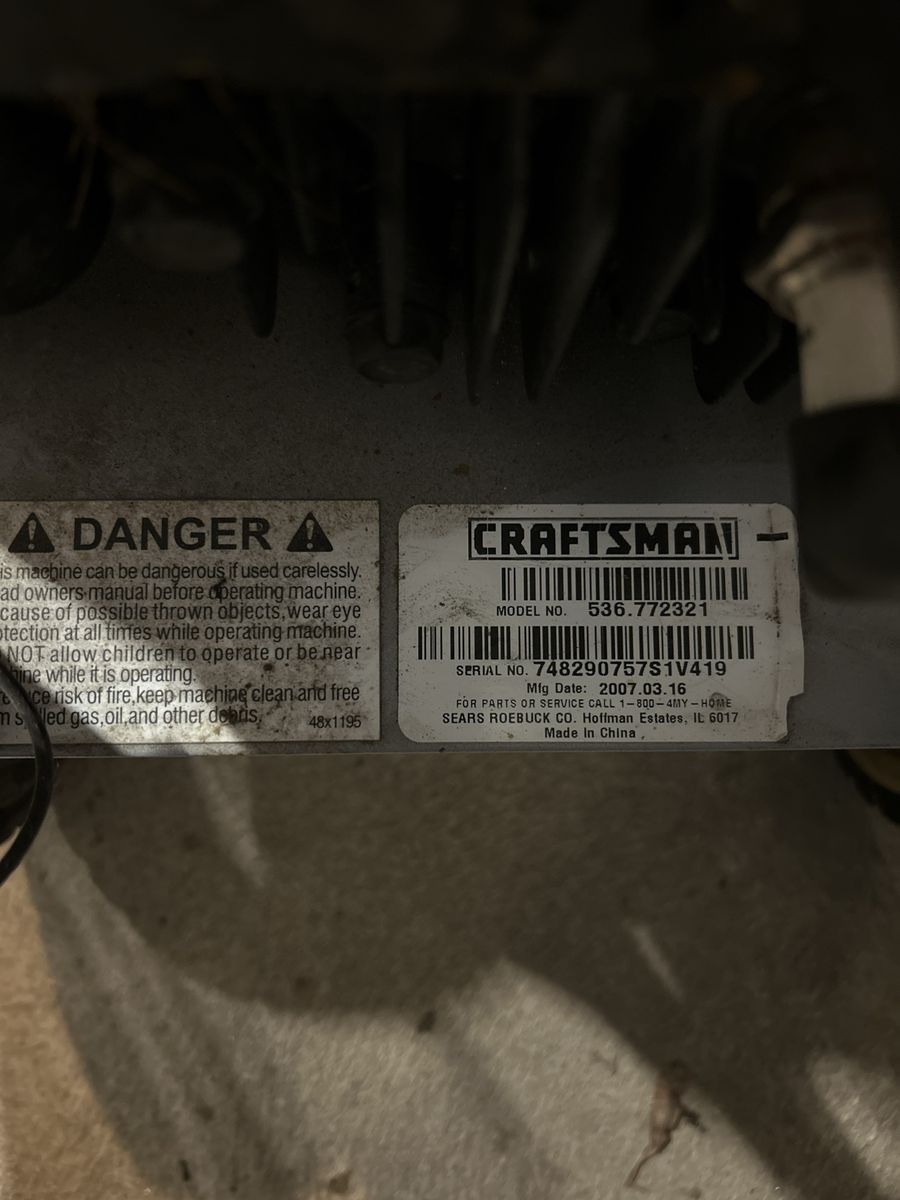 DANGER
is machine can be dangerous if used carelessly.
ad owners manual before operating machine.
cause of possible thrown objects, wear eye
otection at all times while operating machine.
NOT allow children to operate or be near
hine while it is operating.
risk of fire, keep machine clean and free
gas, oil, and other debris,
48x1195
CRAFTSMAN
MODEL NO. 536.772321
SERIAL NO. 748290757S1V419
Mfg Date: 2007.03.16
FOR PARTS OR SERVICE CALL 1-800-4MY-HOME
SEARS ROEBUCK CO. Hoffman Estates, IL 6017
Made In China